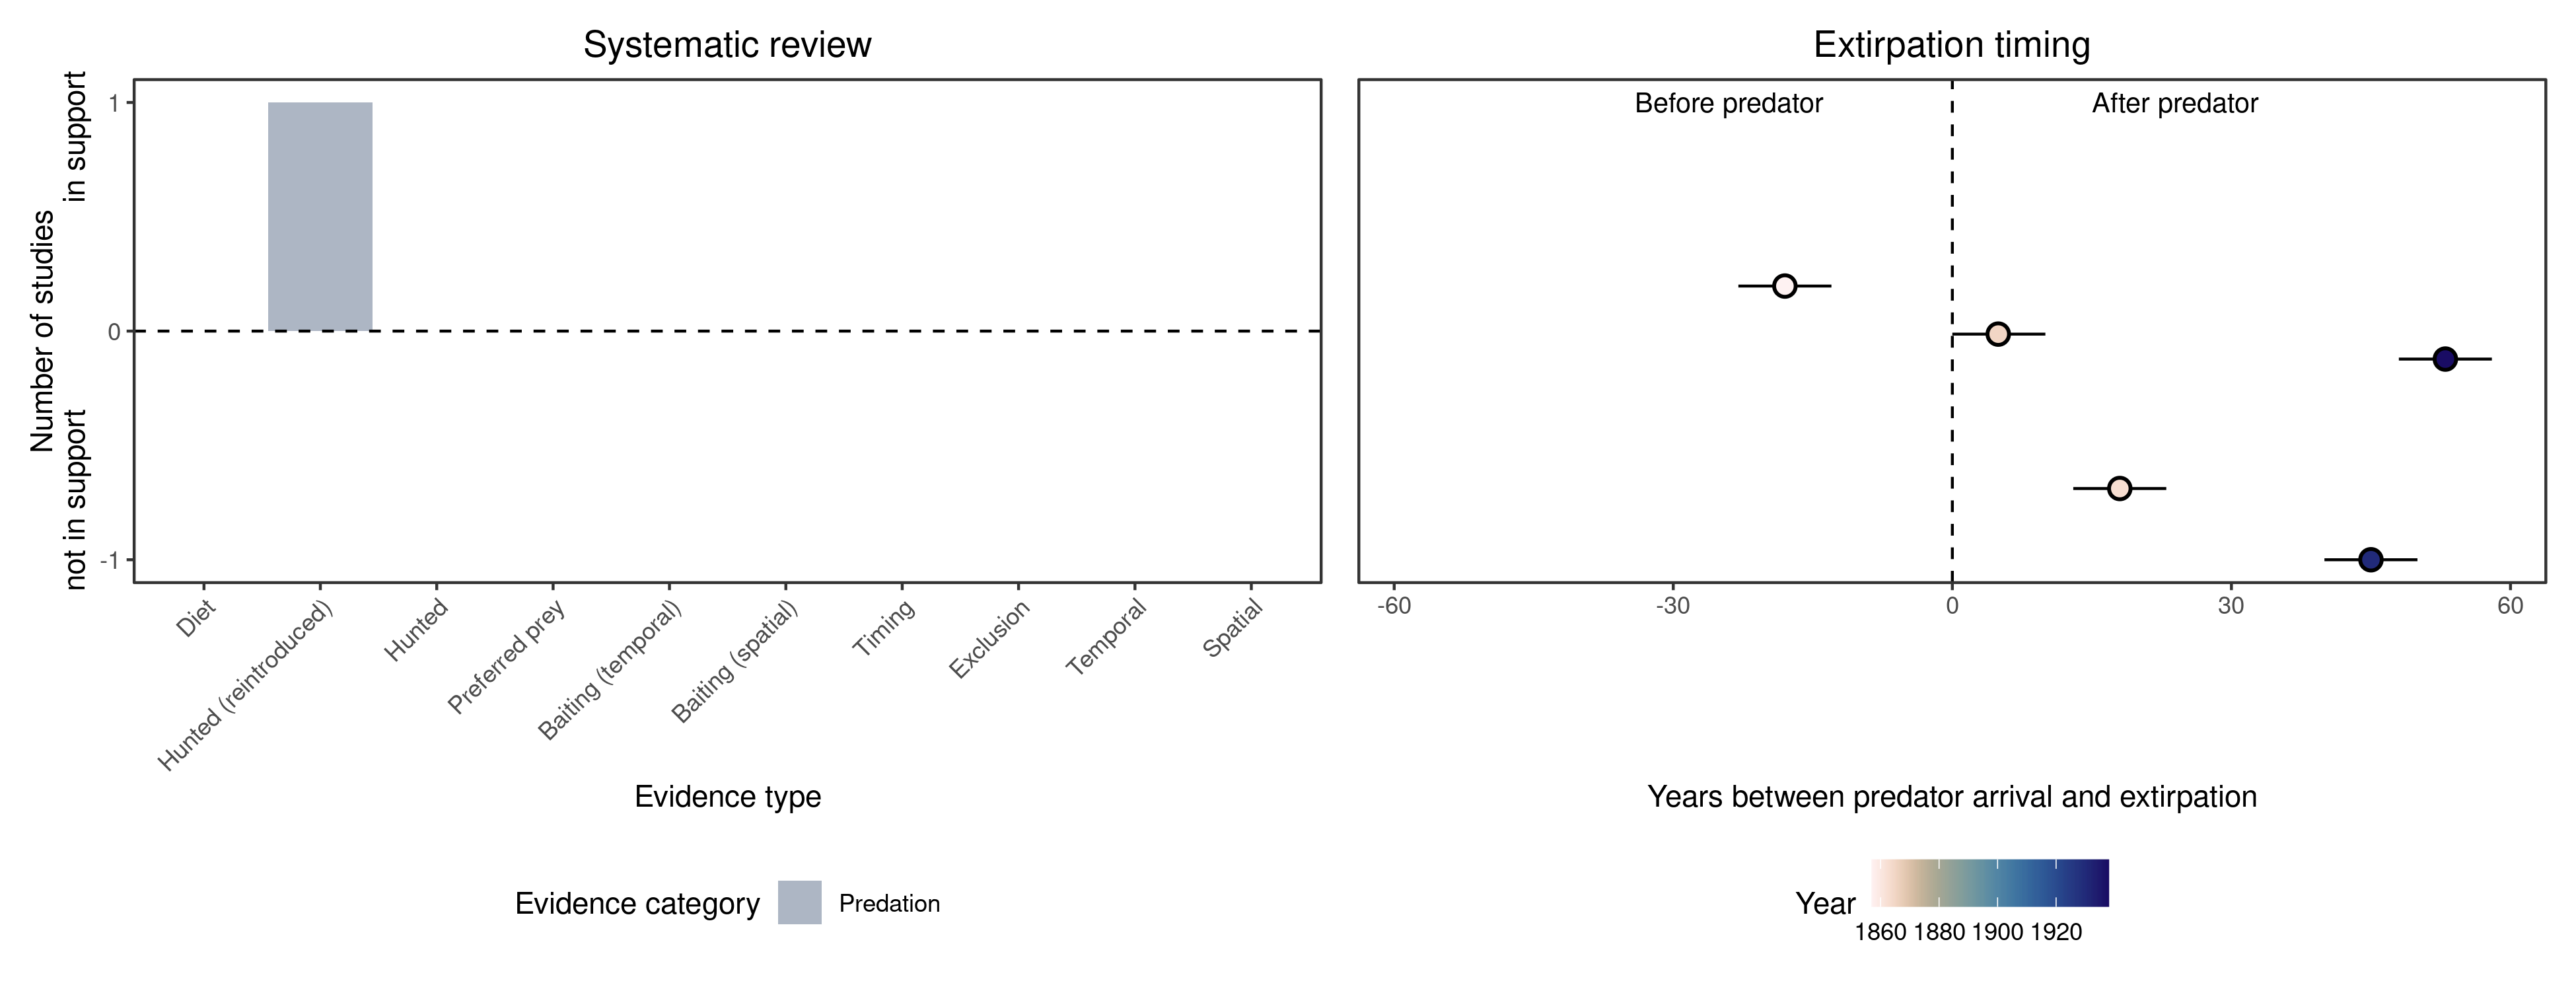 Systematic review
Number of studies
not in support
in support
1
0
-1
Diet
Hunted (reintroduced)
Hunted
Preferred prey
Baiting (temporal)
Baiting (spatial)
Timing
Exclusion
Temporal
Spatial
Evidence type
Evidence category
Predation
Extirpation timing
Before predator
After predator
-60
-30
0
30
60
Years between predator arrival and extirpation
Year
1860 1880 1900 1920